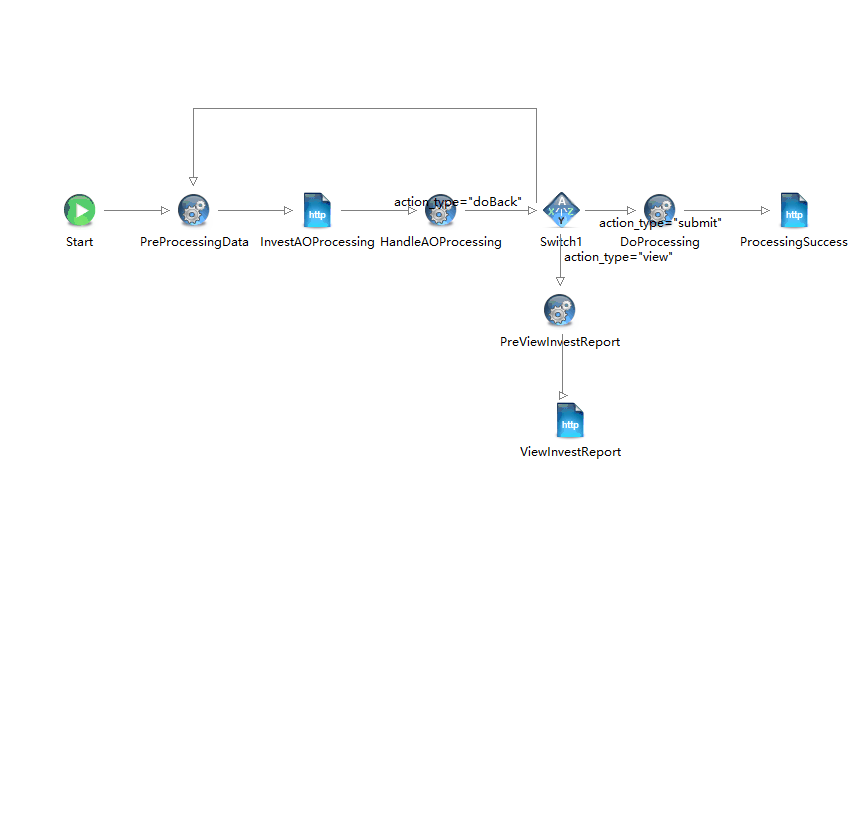 action_type="doBack"
http
A
X
Z
Y
http
action_type="submit"
Start
PreProcessingData
InvestAOProcessing
HandleAOProcessing
Switch1
DoProcessing
ProcessingSuccess
action_type="view"
PreViewInvestReport
http
ViewInvestReport